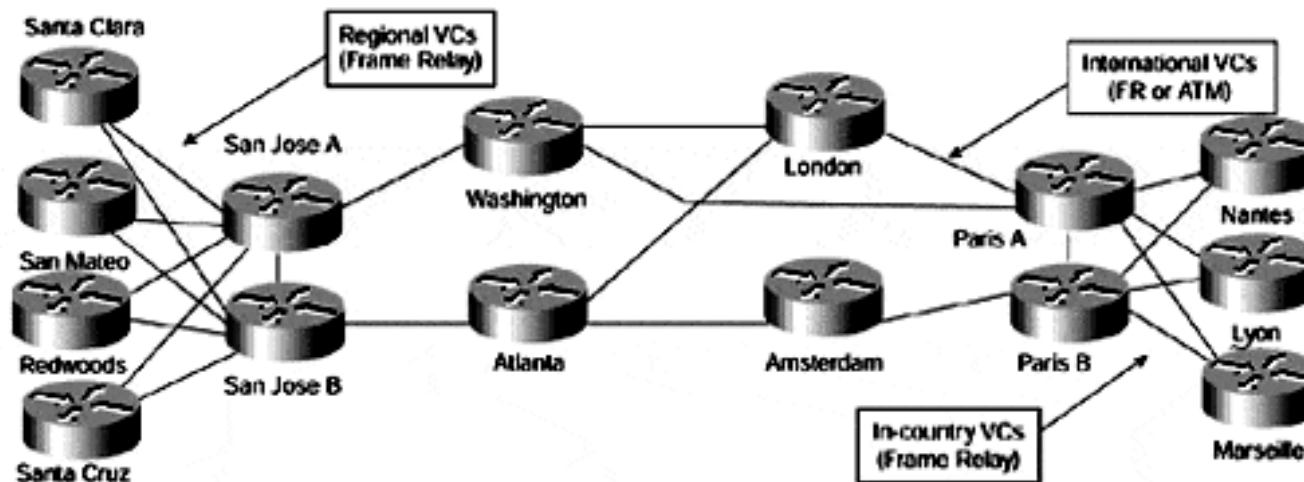 Santa Clara
Regional VCs
(Frame Relay)
San Jose A
Washington
London
International VCs
(FR or ATM)
San Mateo
Paris A
Nantes
Redwoods
San Jose B
Atlanta
Amsterdam
Paris B
Lyon
Santa Cruz
In-country VCs
(Frame Relay)
Marseille